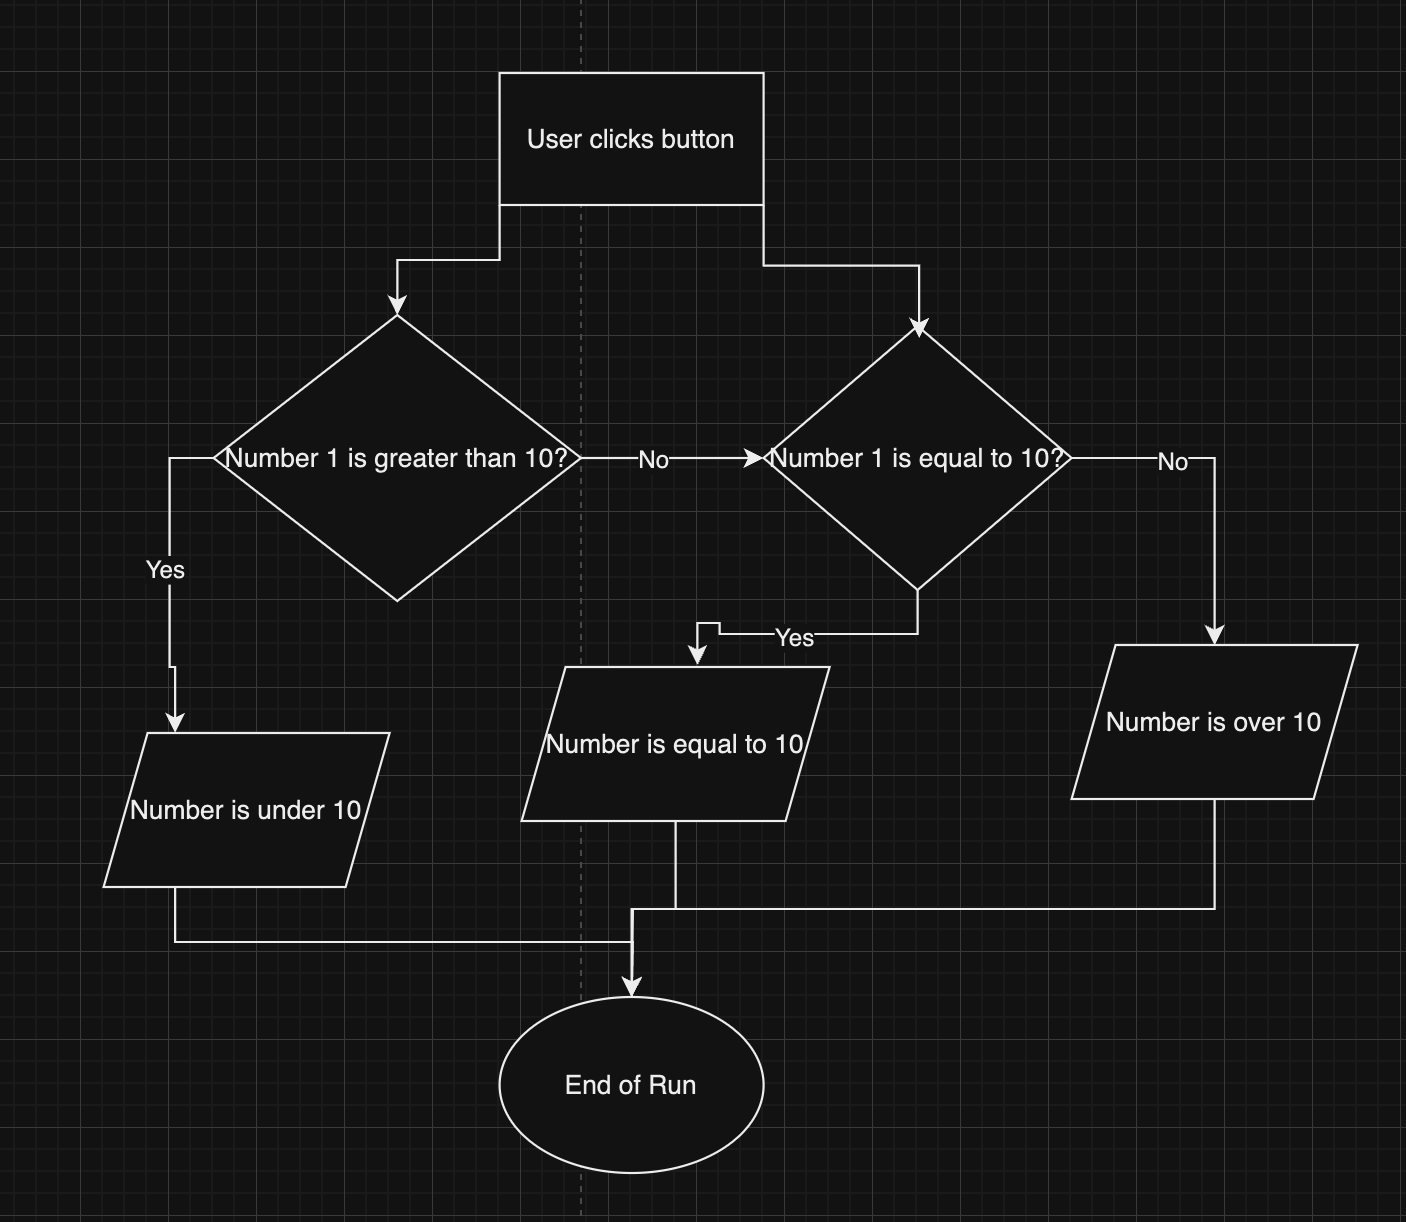 User clicks button
Number 1 is greater than 10?
No
Number 1 is equal to 10?
No
Yes
Yes
Number is under 10
Number is equal to 10
Number is over 10
End of Run